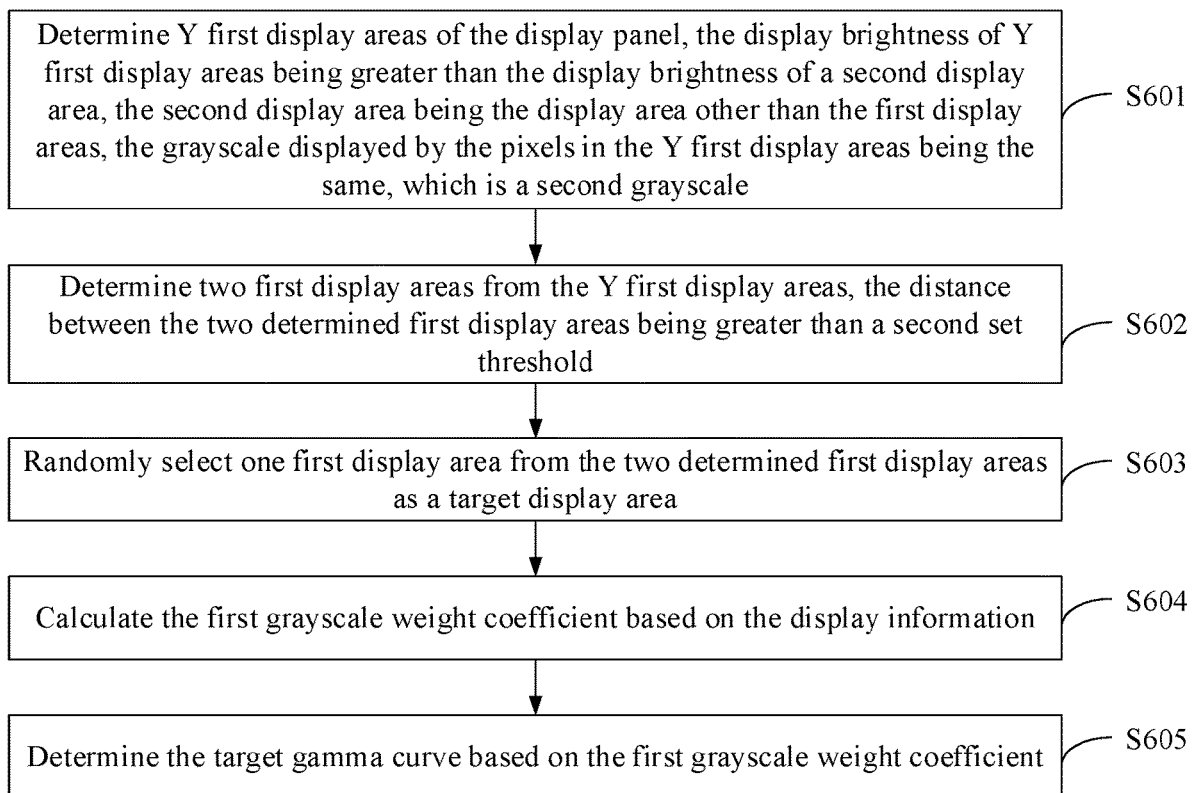 Determine Y first display areas of the display panel, the display brightness of Y
first display areas being greater than the display brightness of a second display
area, the second display area being the display area other than the first display
areas, the grayscale displayed by the pixels in the Y first display areas being the
same, which is a second grayscale
S601
Determine two first display areas from the Y first display areas, the distance
between the two determined first display areas being greater than a second set
threshold
S602
Randomly select one first display area from the two determined first display areas
as a target display area
S603
Calculate the first grayscale weight coefficient based on the display information
S604
Determine the target gamma curve based on the first grayscale weight coefficient
S605